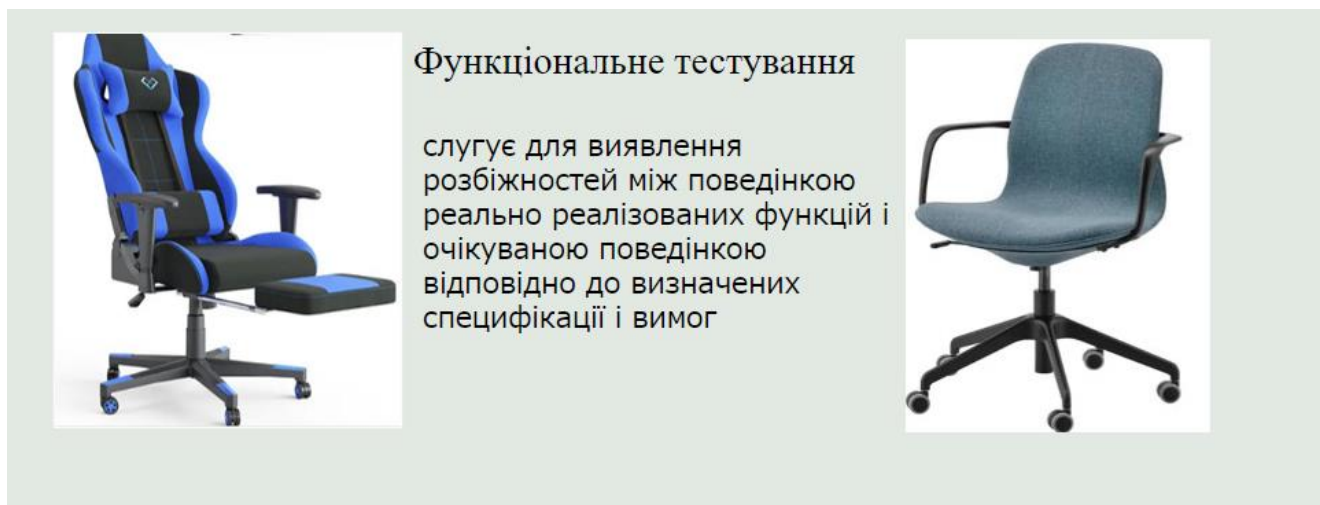 Функціональне тестування
слугує для виявлення
розбіжностей між поведінкою
реально реалізованих функцій і
очікуваною поведінкою
відповідно до визначених
специфікації і вимог